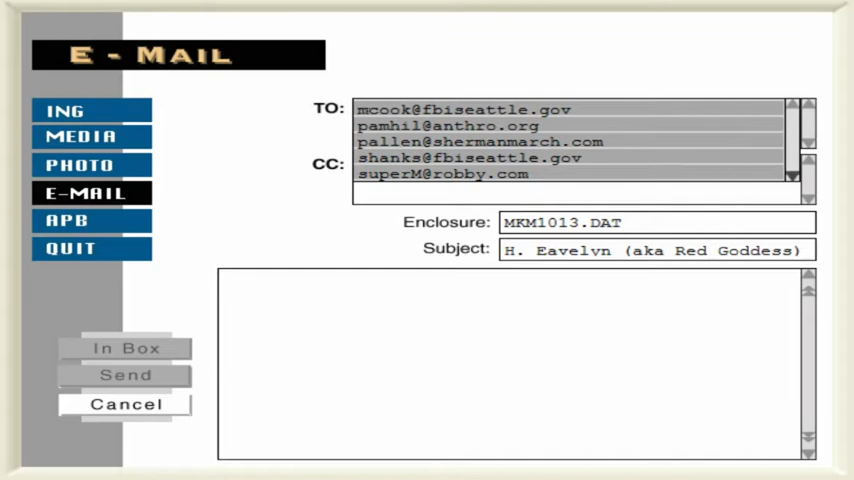 E - MAIL
ING
MEDIA
PHOTO
E-MAIL
APB
QUIT
TO:
mcook@fbiseattle.gov
pamhil@anthro.org
pallen@shermanmarch.com
shanks@fbiseattle.gov
superM@robby.com
CC:
Enclosure: MKM1013.DAT
Subject: H. Eavelyn (aka Red Goddess)
In Box
Send
Cancel